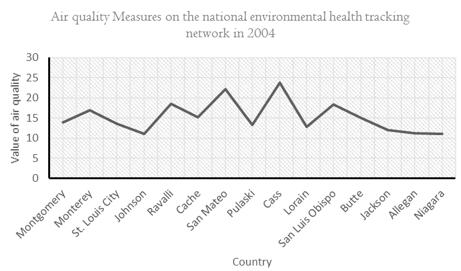 Air quality Measures on the national environmental health tracking
network in 2004
Value of air quality
30
25
20
15
10
5
0
Montgomery
Monterey
St. Louis City
Johnson
Ravalli
Cache
San Mateo
Pulaski
Cass
Lorain
San Luis Obispo
Butte
Jackson
Allegan
Niagara
Country